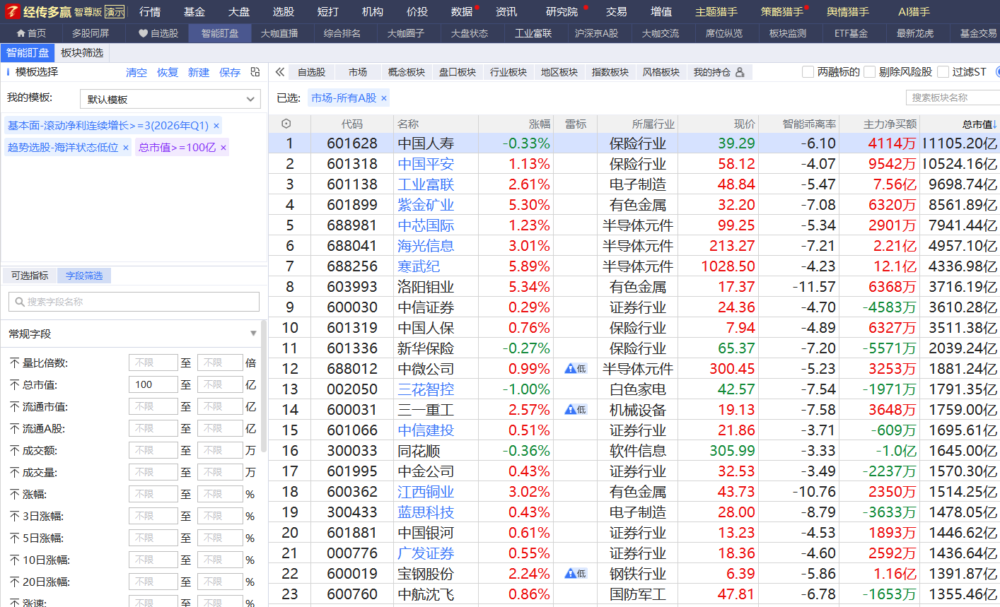 经传多赢 智尊版 演示 行情 基金 大盘 选股 短打 机构 价投 数据 资讯 研究院 交易 增值 主题猎手 策略猎手 舆情猎手 AI猎手
首页 多股同屏 自选股 智能盯盘 大咖直播 综合排名 大咖圈子 大盘状态 工业富联 沪深京A股 大咖交流 席位纵览 板块监测 ETF基金 最新龙虎 基金交易
智能盯盘 板块筛选
模板选择 清空 恢复 新建 保存
自选股 市场 概念板块 盘口板块 行业板块 地区板块 指数板块 风格板块 我的持仓 两融标的 剔除风险股 过滤ST
我的模板: 默认模板
已选: 市场-所有A股 × 搜索板块名称
基本面-滚动净利连续增长>=3(2026年Q1) ×
趋势选股-海洋状态低位 × 总市值>=100亿 ×
可选指标 字段筛选
搜索字段名称
常规字段
不量比倍数: 不限 至 不限 倍
不总市值: 100 至 不限 亿
不流通市值: 不限 至 不限 亿
不流通A股: 不限 至 不限 亿
不成交额: 不限 至 不限 万
不成交量: 不限 至 不限 万
不涨幅: 不限 至 不限 %
不3日涨幅: 不限 至 不限 %
不5日涨幅: 不限 至 不限 %
不10日涨幅: 不限 至 不限 %
不20日涨幅: 不限 至 不限 %
不涨速: 不限 至 不限 %
代码 名称 涨幅 雷标 所属行业 现价 智能乖离率 主力净买额 总市值↓
1 601628 中国人寿 -0.33% 保险行业 39.29 -6.10 4114万 11105.20亿
2 601318 中国平安 1.13% 保险行业 58.12 -4.07 9542万 10524.16亿
3 601138 工业富联 2.61% 电子制造 48.84 -5.47 7.56亿 9698.74亿
4 601899 紫金矿业 5.30% 有色金属 32.20 -7.08 6320万 8561.89亿
5 688981 中芯国际 1.23% 半导体元件 99.25 -5.34 2901万 7941.44亿
6 688041 海光信息 3.01% 半导体元件 213.27 -7.21 2.21亿 4957.10亿
7 688256 寒武纪 5.89% 半导体元件 1028.50 -4.23 12.1亿 4336.98亿
8 603993 洛阳钼业 5.34% 有色金属 17.37 -11.57 6368万 3716.19亿
9 600030 中信证券 0.29% 证券行业 24.36 -4.70 -4583万 3610.28亿
10 601319 中国人保 0.76% 保险行业 7.94 -4.89 6327万 3511.38亿
11 601336 新华保险 -0.27% 保险行业 65.37 -7.20 -5571万 2039.24亿
12 688012 中微公司 0.99% 低 半导体元件 300.45 -5.23 3253万 1881.24亿
13 002050 三花智控 -1.00% 白色家电 42.57 -7.54 -1971万 1791.35亿
14 600031 三一重工 2.57% 低 机械设备 19.13 -7.58 3648万 1759.00亿
15 601066 中信建投 0.51% 证券行业 21.86 -3.71 -609万 1695.61亿
16 300033 同花顺 -0.36% 软件信息 305.99 -3.33 -1.0亿 1645.00亿
17 601995 中金公司 0.43% 证券行业 32.53 -3.49 -2237万 1570.30亿
18 600362 江西铜业 3.02% 有色金属 43.73 -10.76 2350万 1514.25亿
19 300433 蓝思科技 0.43% 电子制造 28.00 -8.79 -3633万 1478.05亿
20 601881 中国银河 0.61% 证券行业 13.23 -4.53 1893万 1446.62亿
21 000776 广发证券 0.55% 证券行业 18.36 -4.60 2592万 1436.64亿
22 600019 宝钢股份 2.24% 低 钢铁行业 6.39 -5.86 1.16亿 1391.87亿
23 600760 中航沈飞 0.86% 国防军工 47.81 -6.78 -1653万 1355.46亿